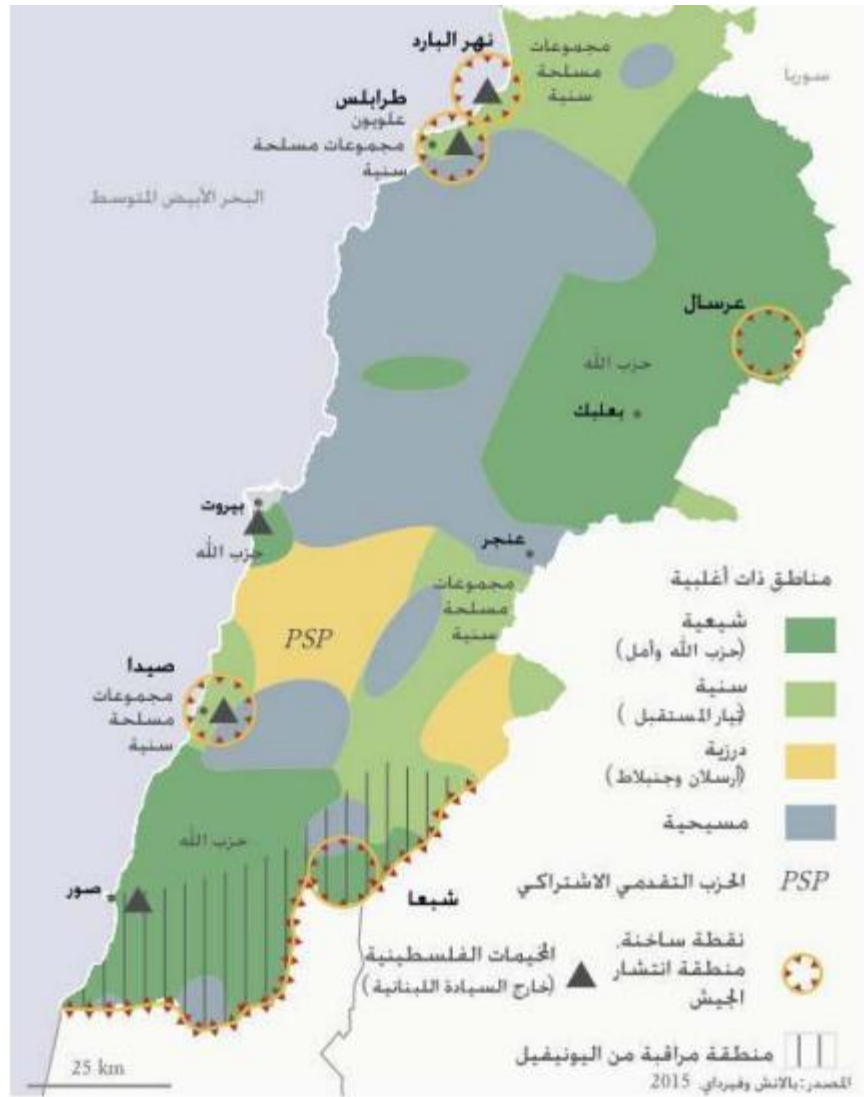 نهر البارد
مجموعات
مسلحة
سنية
سوريا
طرابلس
علويون
مجموعات مسلحة
سنية
البحر الأبيض المتوسط
عرسال
حزب الله
بعلبك
بيروت
حزب الله
عنجر
مجموعات
مسلحة
سنية
PSP
صيدا
مجموعات
مسلحة
سنية
حزب الله
صور
شبعا
مناطق ذات أغلبية
شيعية
(حزب الله وأمل)
سنية
(تيار المستقبل)
درزية
(أرسلان وجنبلاط)
مسيحية
PSP الحزب التقدمي الاشتراكي
نقطة ساخنة.
منطقة انتشار
الجيش
المخيمات الفلسطينية
(خارج السيادة اللبنانية)
منطقة مراقبة من اليونيفيل
25 km
المصدر: بالانش وفيرداي. 2015